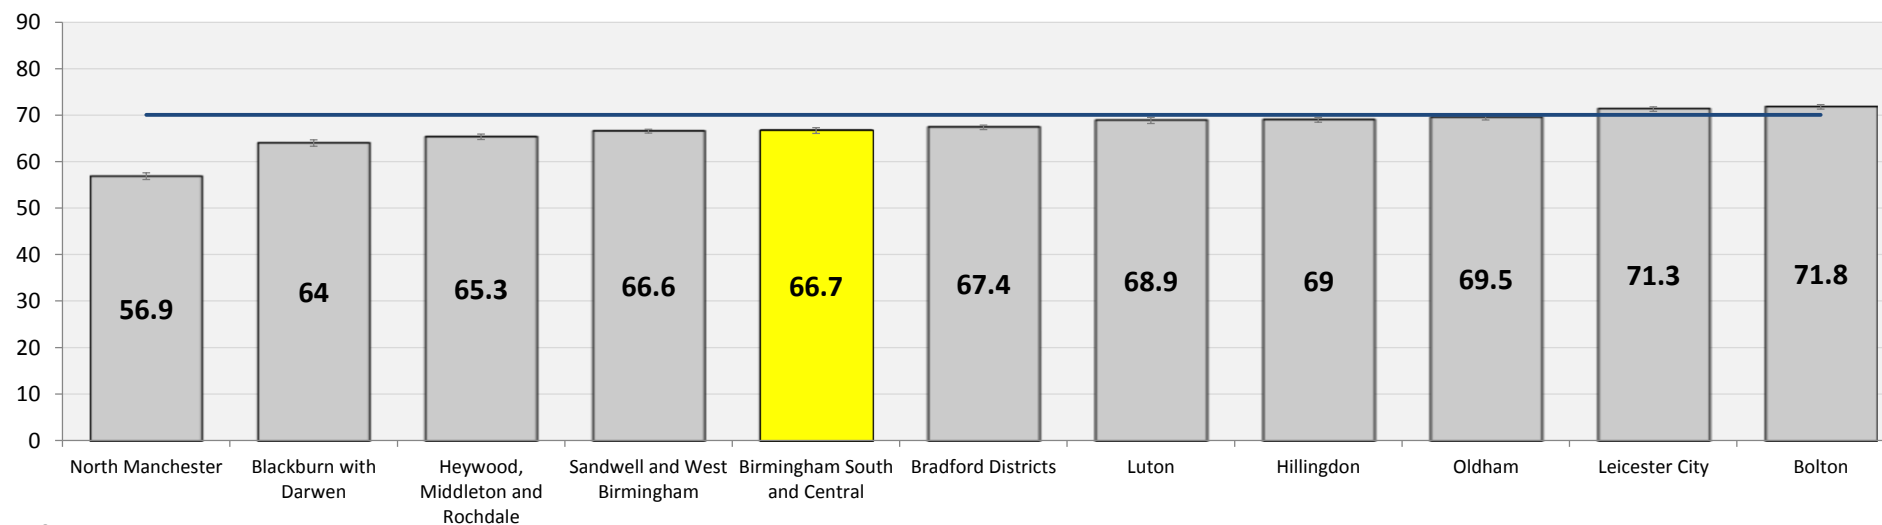 90
80
70
60
50
40
30
20
10
0
56.9
64
65.3
66.6
66.7
67.4
68.9
69
69.5
71.3
71.8
North Manchester
Blackburn with
Darwen
Heywood,
Middleton and
Rochdale
Sandwell and West
Birmingham
Birmingham South
and Central
Bradford Districts
Luton
Hillingdon
Oldham
Leicester City
Bolton